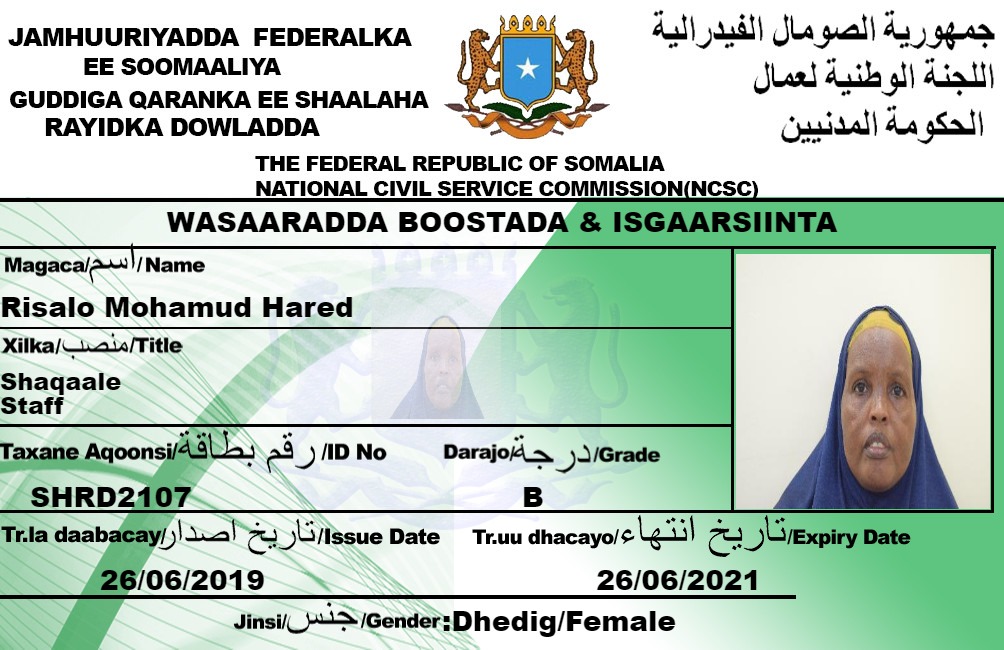 JAMHUURIYADDA FEDERALKA
EE SOOMAALIYA
GUDDIGA QARANKA EE SHAALAHA
RAYIDKA DOWLADDA
جمهورية الصومال الفيدرالية
اللجنة الوطنية لعمال
الحكومة المدنيين
THE FEDERAL REPUBLIC OF SOMALIA
NATIONAL CIVIL SERVICE COMMISSION(NCSC)
WASAARADDA BOOSTADA & ISGAARSIINTA
Magaca/اسم/Name
Risalo Mohamud Hared
Xilka/منصب/Title
Shaqaale
Staff
Taxane Aqoonsi/رقم بطاقة/ID No
SHRD2107
Darajo/درجة/Grade
B
Tr.la daabacay/تاريخ اصدار/Issue Date
26/06/2019
Tr.uu dhacayo/تاريخ انتهاء/Expiry Date
26/06/2021
Jinsi/جنس/Gender:Dhedig/Female